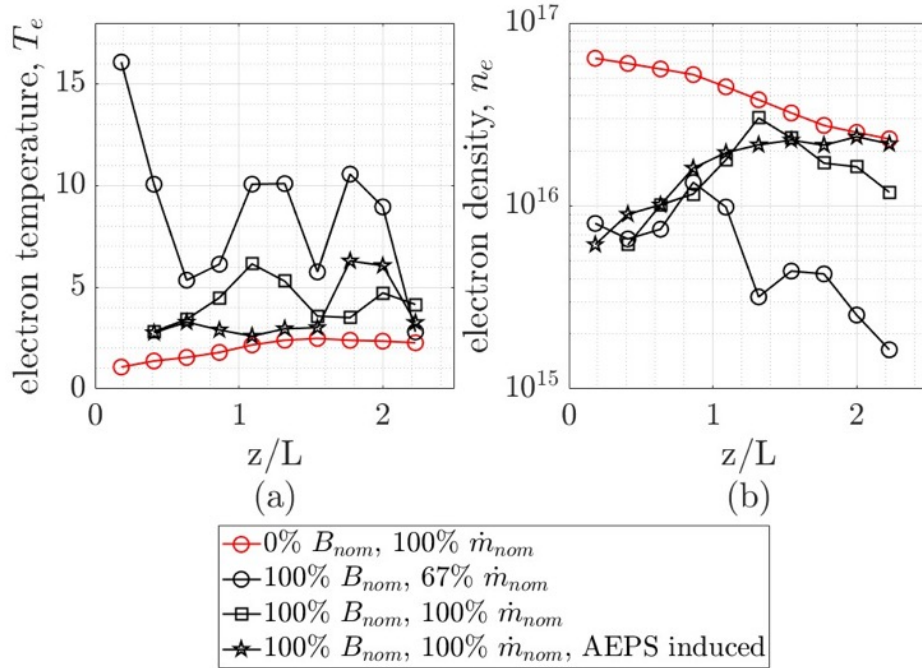 electron temperature, T_e
15
10
5
0
0
1
2
z/L
(a)
electron density, n_e
10^17
10^16
10^15
0
1
2
z/L
(b)
0% B_nom, 100% ṁ_nom
100% B_nom, 67% ṁ_nom
100% B_nom, 100% ṁ_nom
100% B_nom, 100% ṁ_nom, AEPS induced